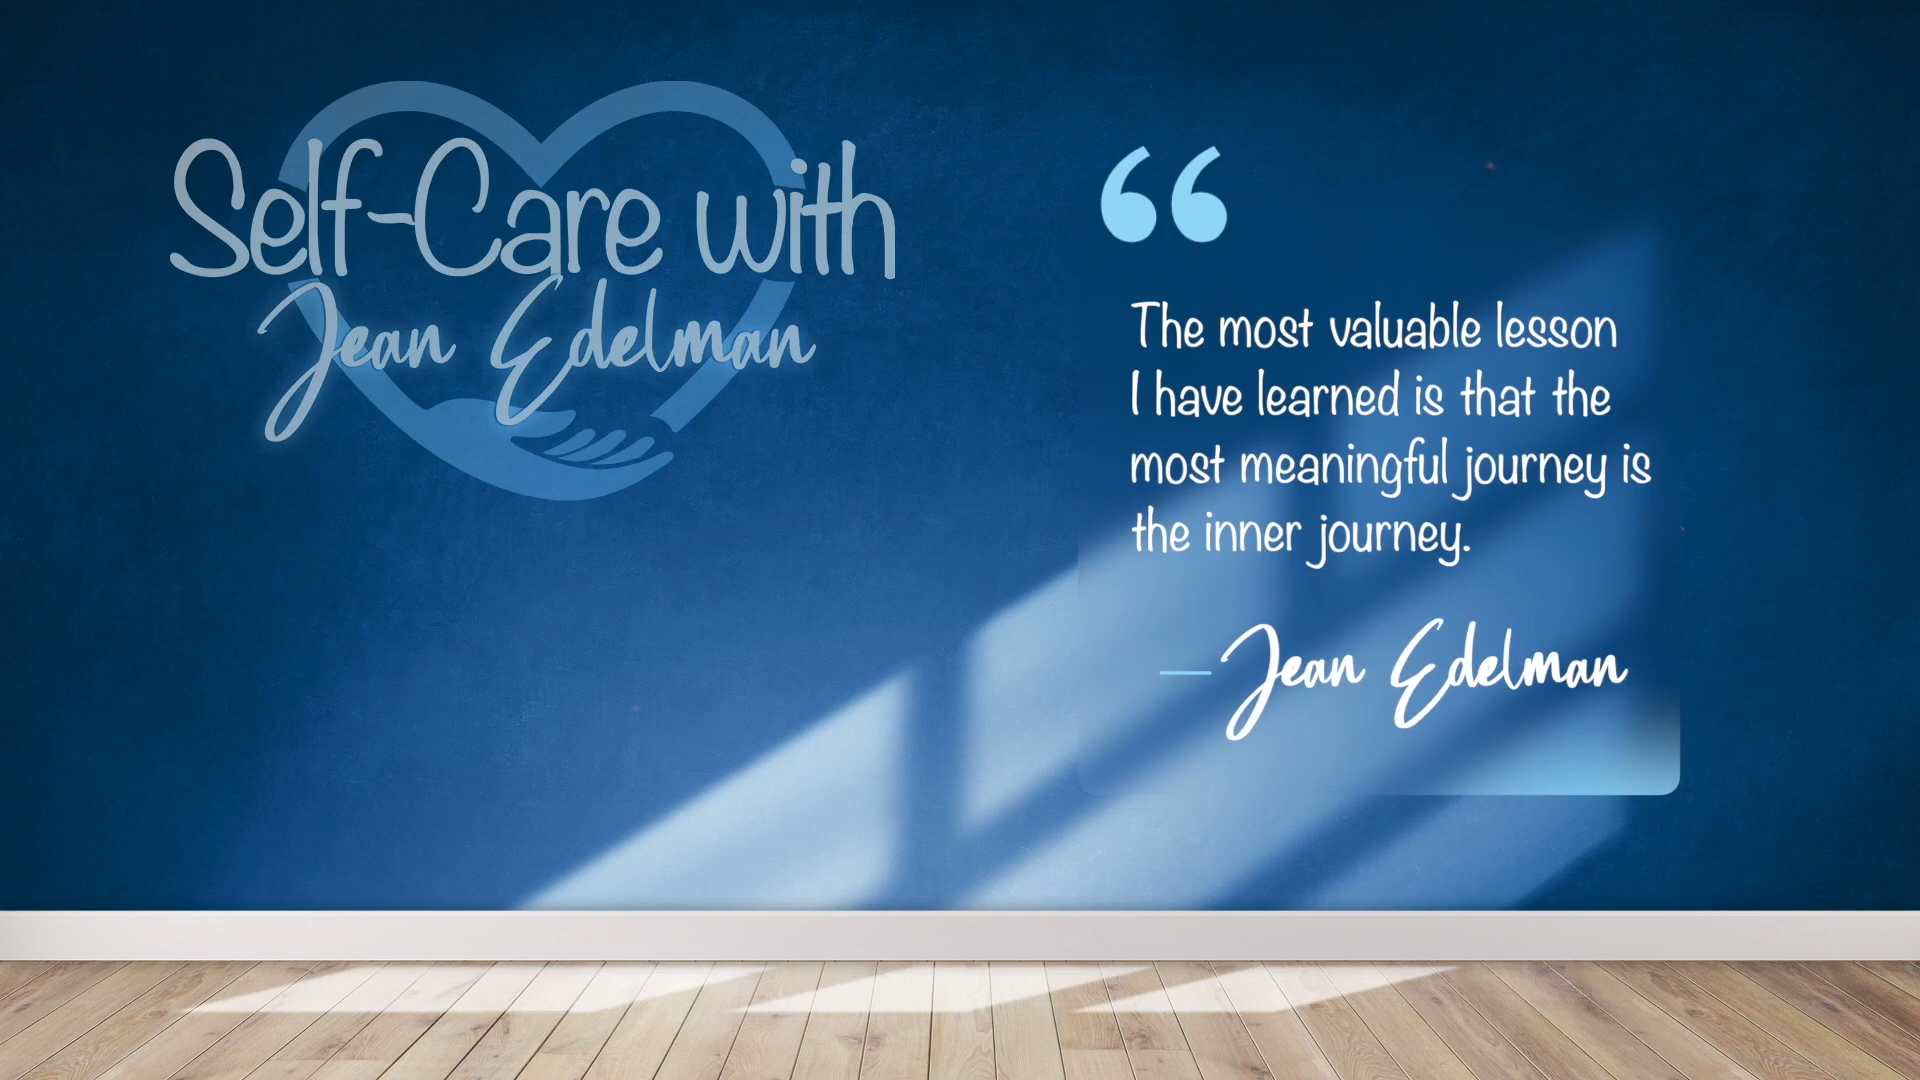 Self-Care with
Jean Edelman
“
The most valuable lesson
I have learned is that the
most meaningful journey is
the inner journey.
— Jean Edelman